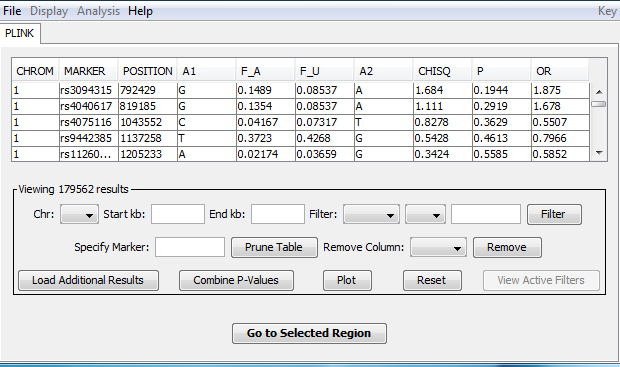 File Display Analysis Help Key
PLINK
CHROM MARKER POSITION A1 F_A F_U A2 CHISQ P OR
1 rs3094315 792429 G 0.1489 0.08537 A 1.684 0.1944 1.875
1 rs4040617 819185 G 0.1354 0.08537 A 1.111 0.2919 1.678
1 rs4075116 1043552 C 0.04167 0.07317 T 0.8278 0.3629 0.5507
1 rs9442385 1137258 T 0.3723 0.4268 G 0.5428 0.4613 0.7966
1 rs11260... 1205233 A 0.02174 0.03659 G 0.3424 0.5585 0.5852
Viewing 179562 results
Chr: Start kb: End kb: Filter: Filter
Specify Marker: Prune Table Remove Column: Remove
Load Additional Results Combine P-Values Plot Reset View Active Filters
Go to Selected Region